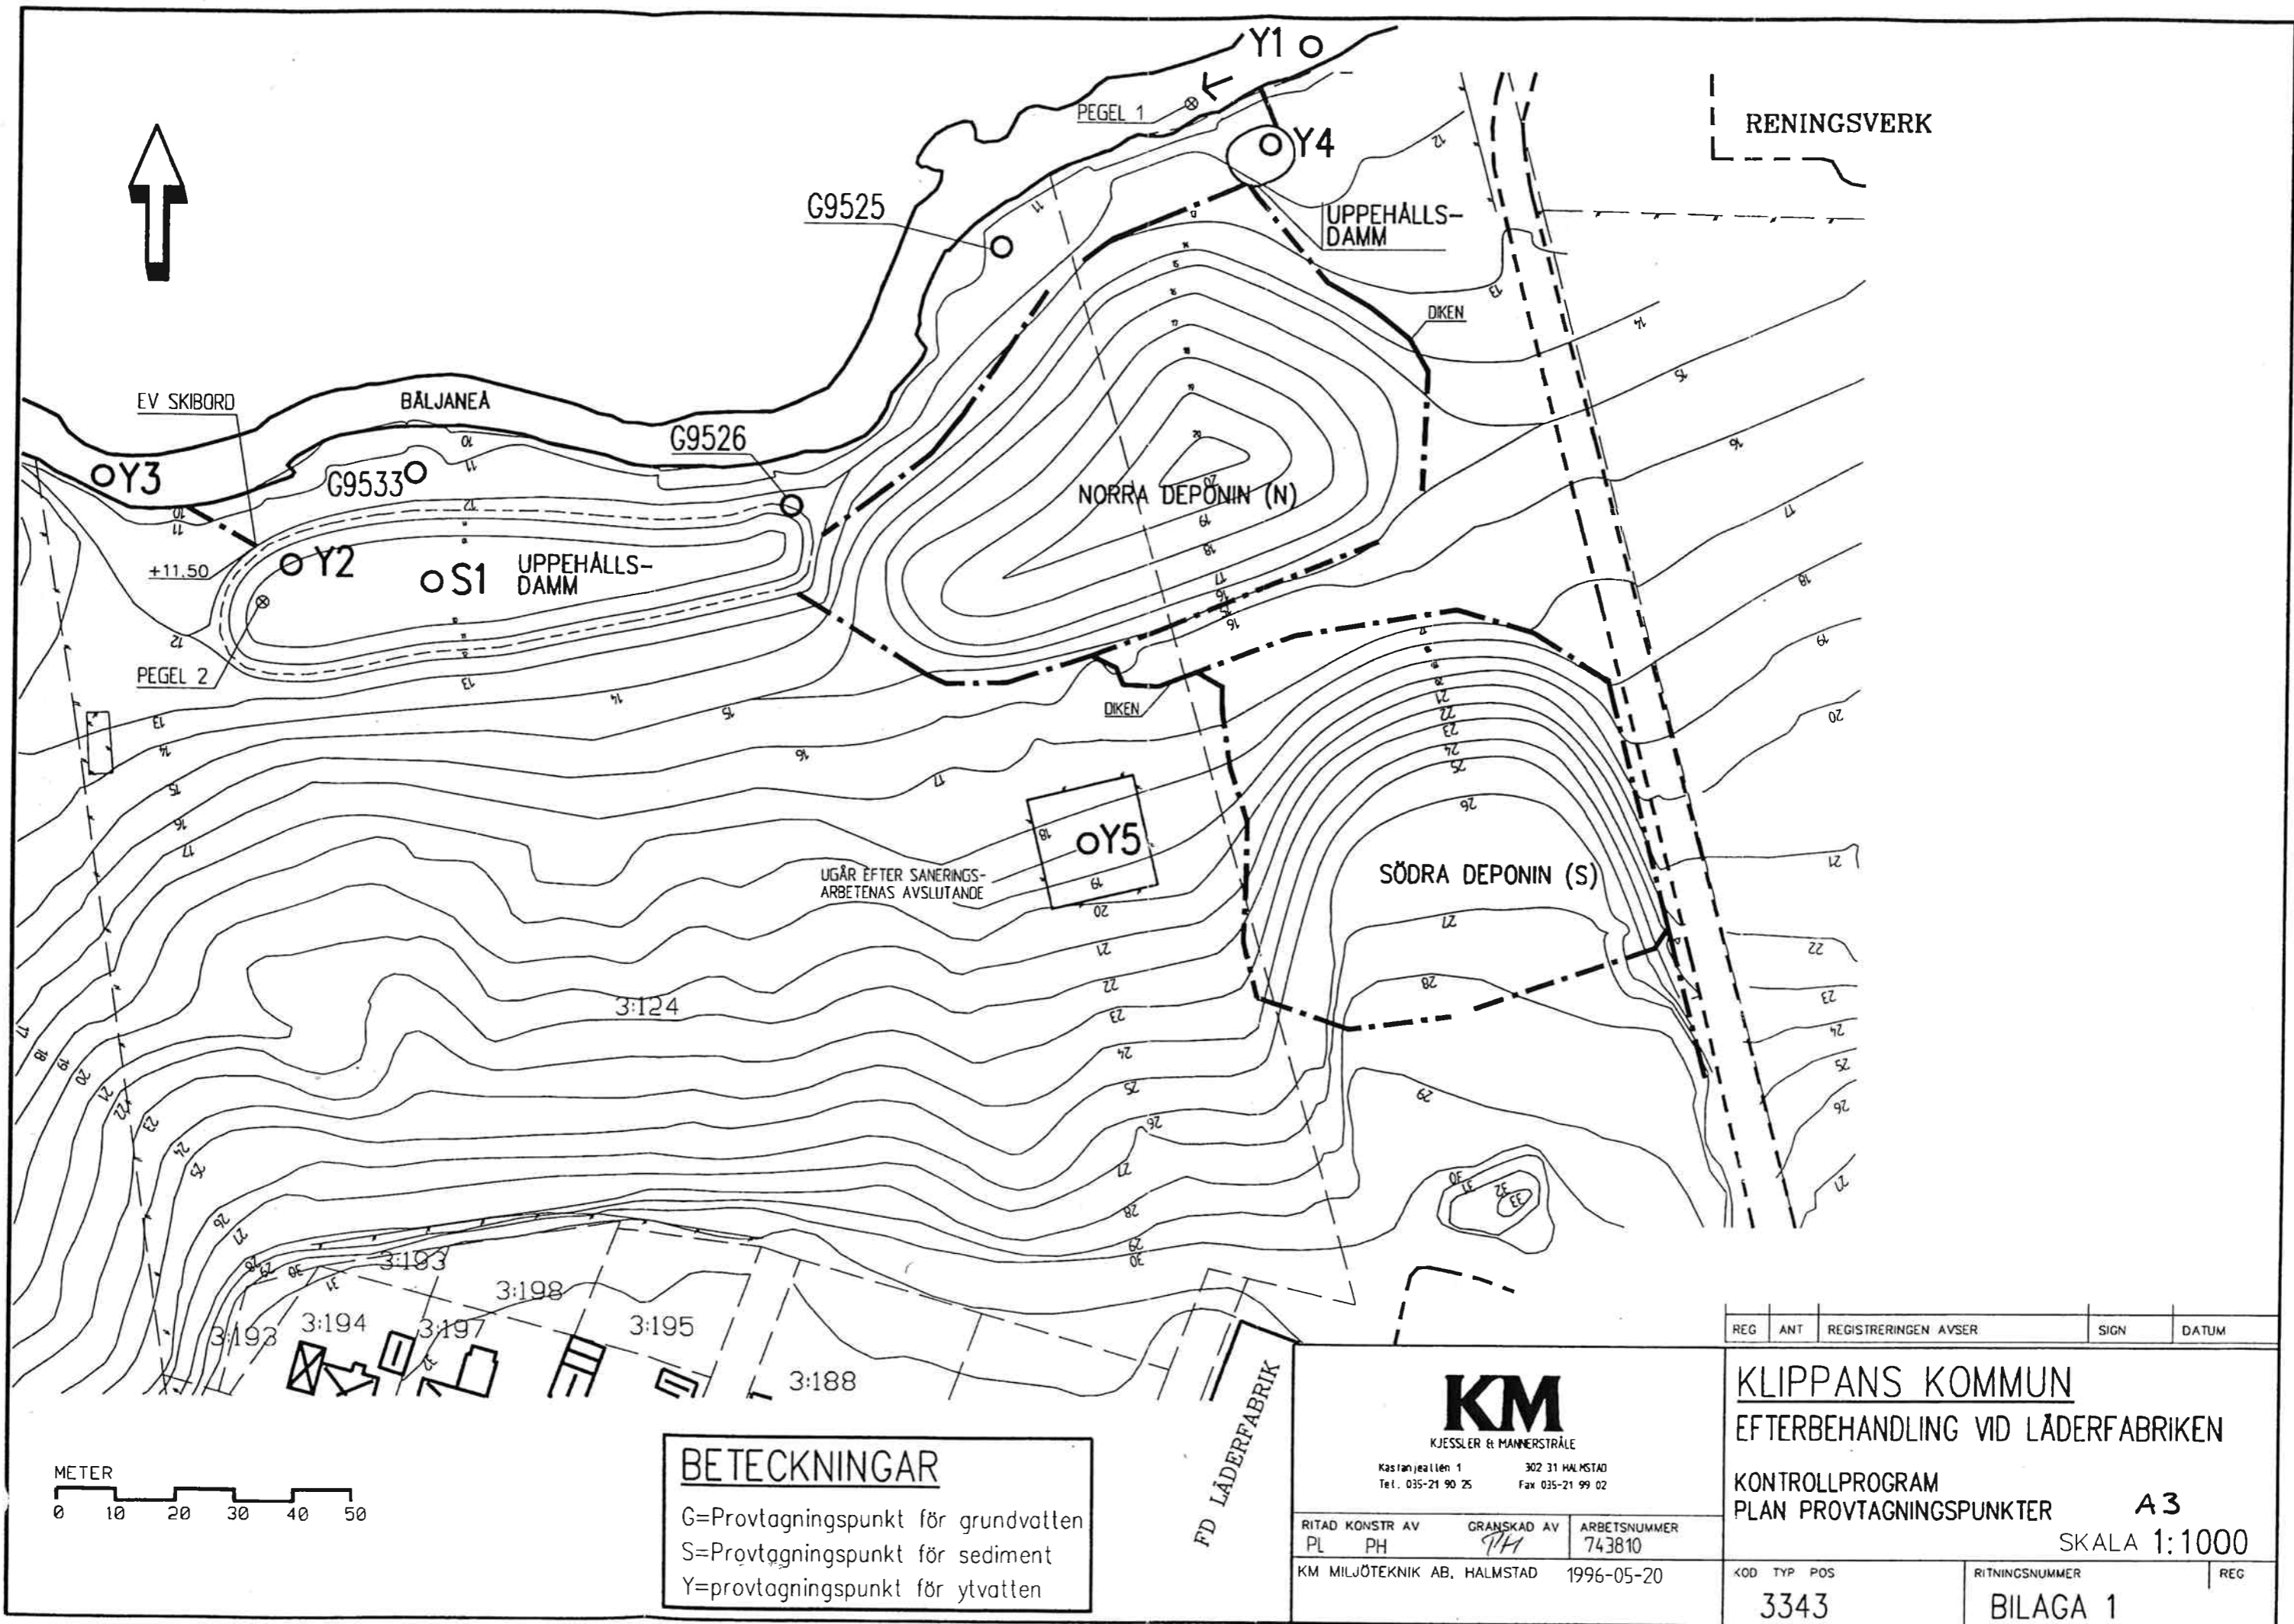 Y1
PEGEL 1
Y4
RENINGSVERK
G9525
UPPEHÅLLS-
DAMM
DIKEN
EV SKIBORD
BÄLJANEÅ
G9526
Y3
G9533
NORRA DEPONIN (N)
+11.50
Y2
S1
UPPEHÅLLS-
DAMM
PEGEL 2
DIKEN
Y5
UGÅR EFTER SANERINGS-
ARBETENAS AVSLUTANDE
SÖDRA DEPONIN (S)
3:124
3:193
3:198
3:193
3:194
3:197
3:195
3:188
FD LÄDERFABRIK
METER
0 10 20 30 40 50
BETECKNINGAR
G=Provtagningspunkt för grundvatten
S=Provtagningspunkt för sediment
Y=provtagningspunkt för ytvatten
KM
KJESSLER & MANNERSTRÅLE
Kastanjeallén 1 302 31 HALMSTAD
Tel. 035-21 90 25 Fax 035-21 99 02
RITAD KONSTR AV GRANSKAD AV ARBETSNUMMER
PL PH PH 743810
KM MILJÖTEKNIK AB, HALMSTAD 1996-05-20
REG ANT REGISTRERINGEN AVSER SIGN DATUM
KLIPPANS KOMMUN
EFTERBEHANDLING VID LÄDERFABRIKEN
KONTROLLPROGRAM
PLAN PROVTAGNINGSPUNKTER A3
SKALA 1:1000
KOD TYP POS RITNINGSNUMMER REG
3343 BILAGA 1